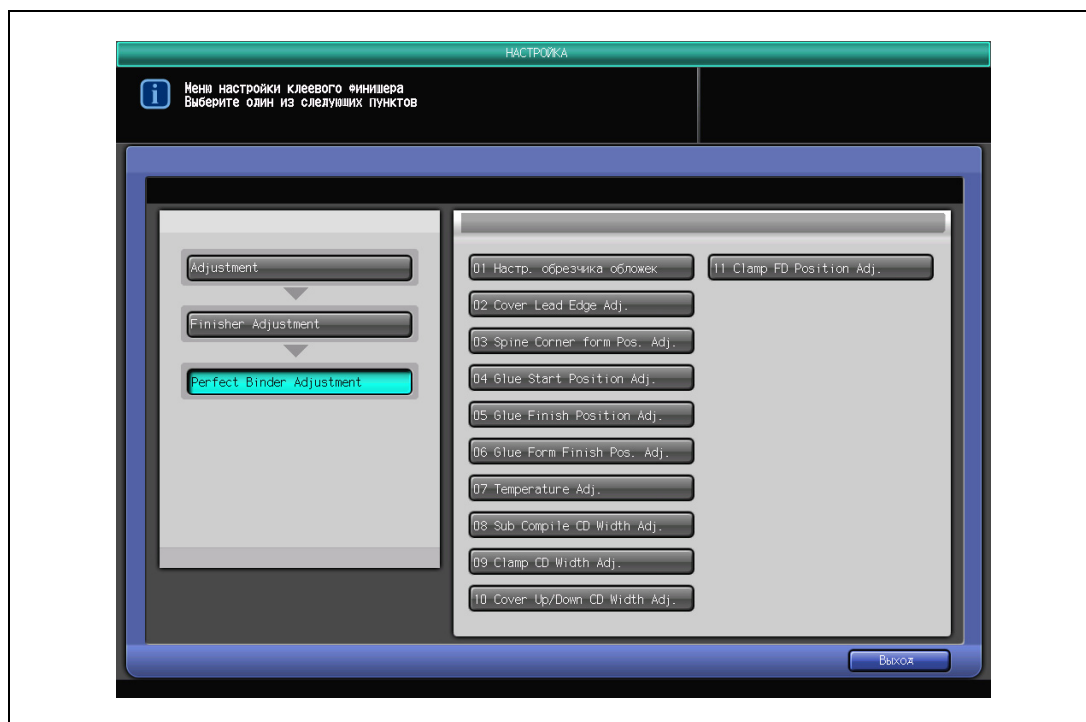 НАСТРОЙКА
Меню настройки клеевого финишера
Выберите один из следующих пунктов
Adjustment
Finisher Adjustment
Perfect Binder Adjustment
01 Настр. обрезчика обложек
02 Cover Lead Edge Adj.
03 Spine Corner form Pos. Adj.
04 Glue Start Position Adj.
05 Glue Finish Position Adj.
06 Glue Form Finish Pos. Adj.
07 Temperature Adj.
08 Sub Compile CD Width Adj.
09 Clamp CD Width Adj.
10 Cover Up/Down CD Width Adj.
11 Clamp FD Position Adj.
Выход